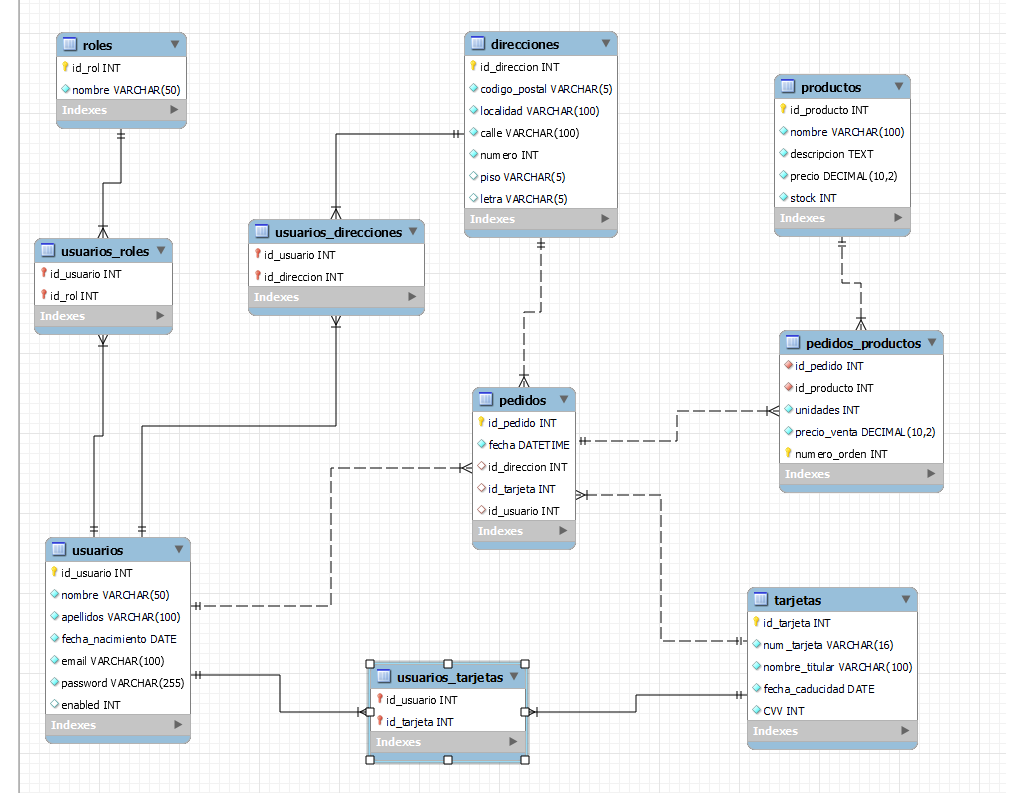 roles
id_rol INT
nombre VARCHAR(50)
Indexes
direcciones
id_direccion INT
codigo_postal VARCHAR(5)
localidad VARCHAR(100)
calle VARCHAR(100)
numero INT
piso VARCHAR(5)
letra VARCHAR(5)
Indexes
productos
id_producto INT
nombre VARCHAR(100)
descripcion TEXT
precio DECIMAL(10,2)
stock INT
Indexes
usuarios_roles
id_usuario INT
id_rol INT
Indexes
usuarios_direcciones
id_usuario INT
id_direccion INT
Indexes
pedidos
id_pedido INT
fecha DATETIME
id_direccion INT
id_tarjeta INT
id_usuario INT
Indexes
pedidos_productos
id_pedido INT
id_producto INT
unidades INT
precio_venta DECIMAL(10,2)
numero_orden INT
Indexes
usuarios
id_usuario INT
nombre VARCHAR(50)
apellidos VARCHAR(100)
fecha_nacimiento DATE
email VARCHAR(100)
password VARCHAR(255)
enabled INT
Indexes
usuarios_tarjetas
id_usuario INT
id_tarjeta INT
Indexes
tarjetas
id_tarjeta INT
num_tarjeta VARCHAR(16)
nombre_titular VARCHAR(100)
fecha_caducidad DATE
CVV INT
Indexes